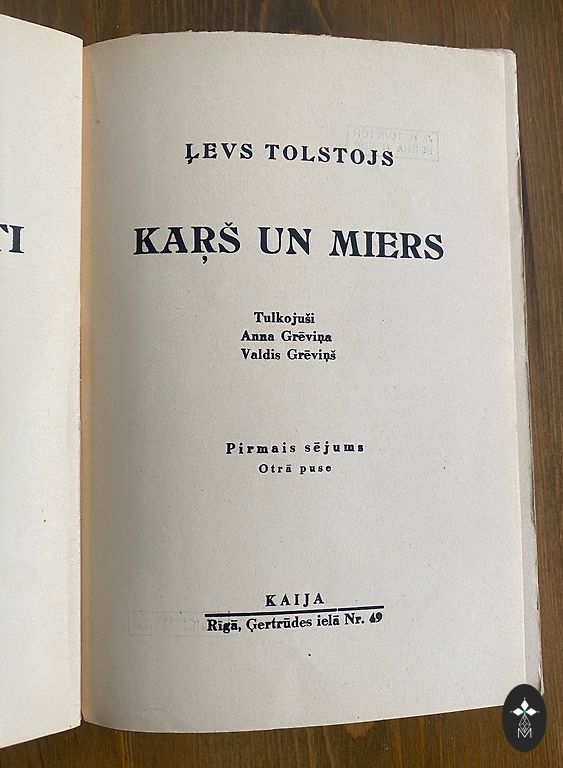 TI
ĻEVS TOLSTOJS
KAŖŠ UN MIERS
Tulkojuši
Anna Grēviņa
Valdis Grēviņš
Pirmais sējums
Otrā puse
KAIJA
Rīgā, Ģertrūdes ielā Nr. 49
M